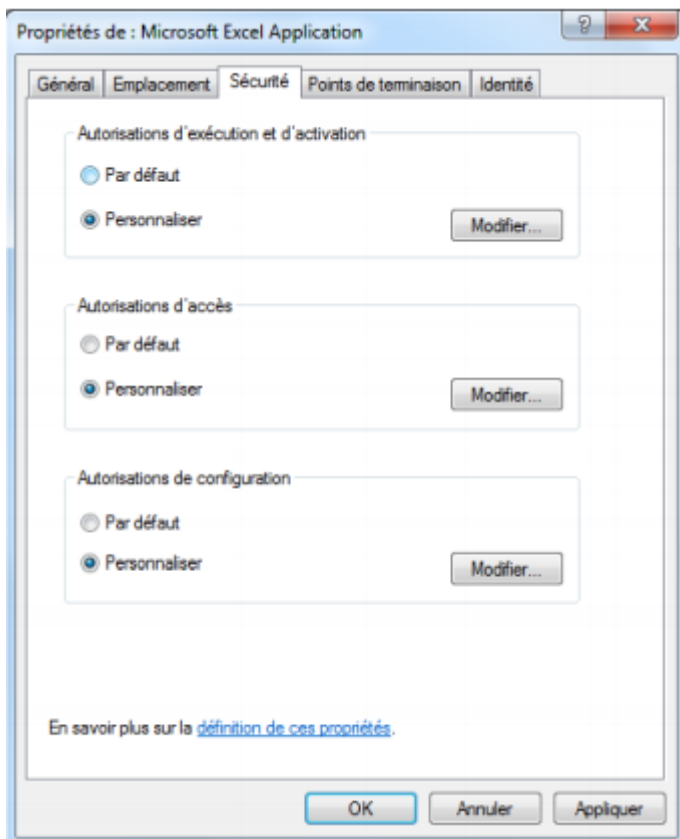 Propriétés de : Microsoft Excel Application
?
Général Emplacement Sécurité Points de terminaison Identité
Autorisations d'exécution et d'activation
Par défaut
Personnaliser
Modifier...
Autorisations d'accès
Par défaut
Personnaliser
Modifier...
Autorisations de configuration
Par défaut
Personnaliser
Modifier...
En savoir plus sur la définition de ces propriétés.
OK Annuler Appliquer